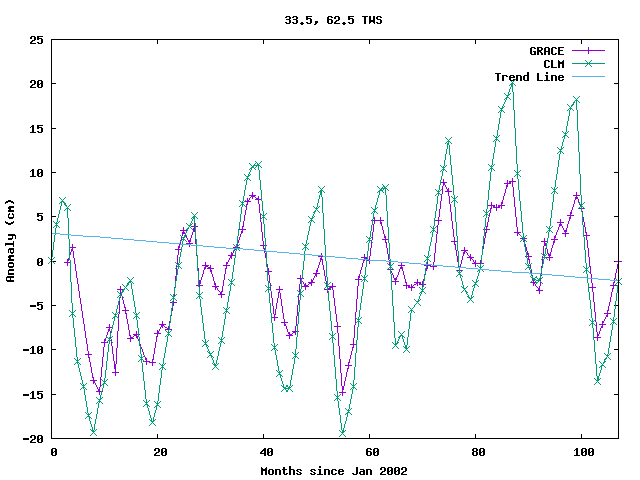 33.5, 62.5 TWS
GRACE
CLM
Trend Line
Anomaly (cm)
25
20
15
10
5
0
-5
-10
-15
-20
0 20 40 60 80 100
Months since Jan 2002